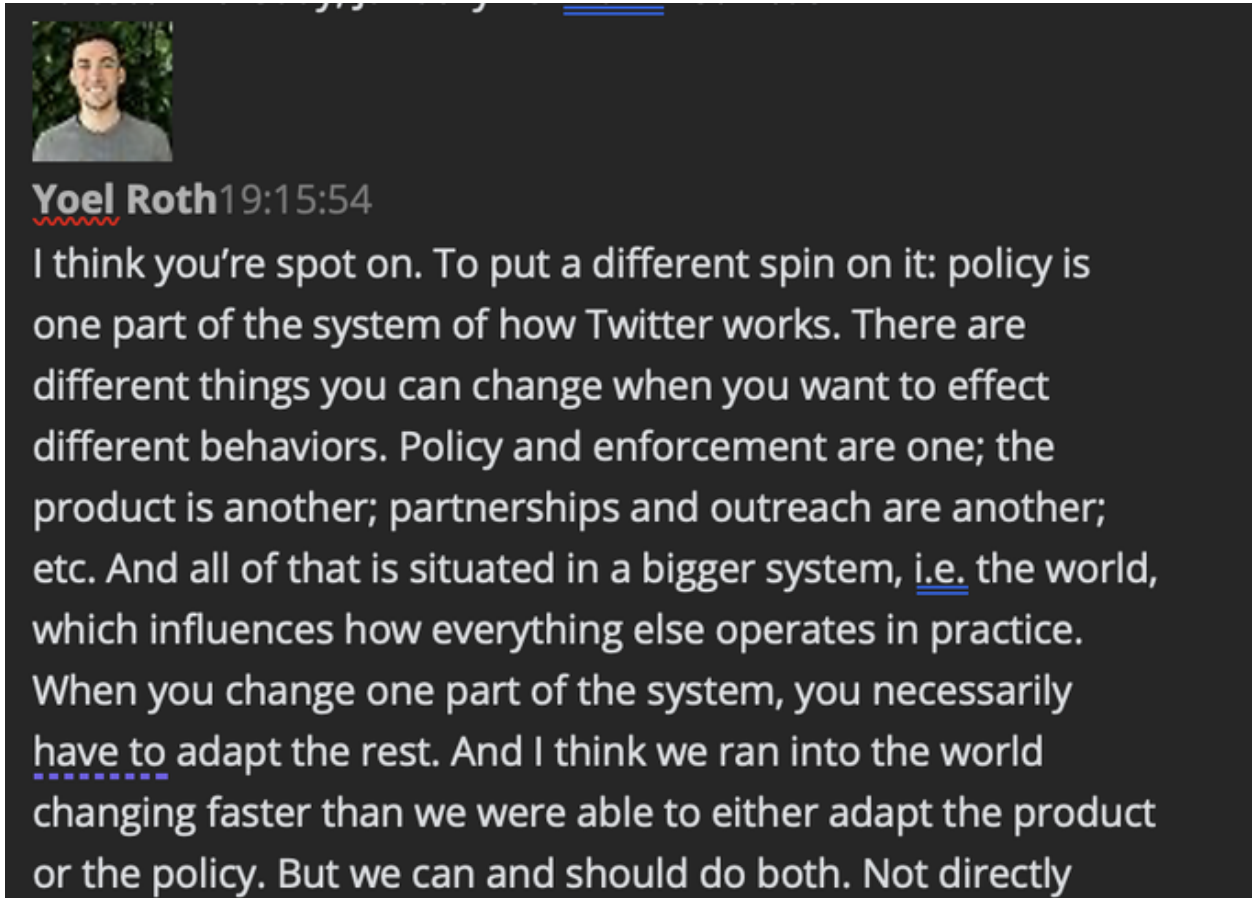 Yoel Roth19:15:54
I think you’re spot on. To put a different spin on it: policy is
one part of the system of how Twitter works. There are
different things you can change when you want to effect
different behaviors. Policy and enforcement are one; the
product is another; partnerships and outreach are another;
etc. And all of that is situated in a bigger system, i.e. the world,
which influences how everything else operates in practice.
When you change one part of the system, you necessarily
have to adapt the rest. And I think we ran into the world
changing faster than we were able to either adapt the product
or the policy. But we can and should do both. Not directly